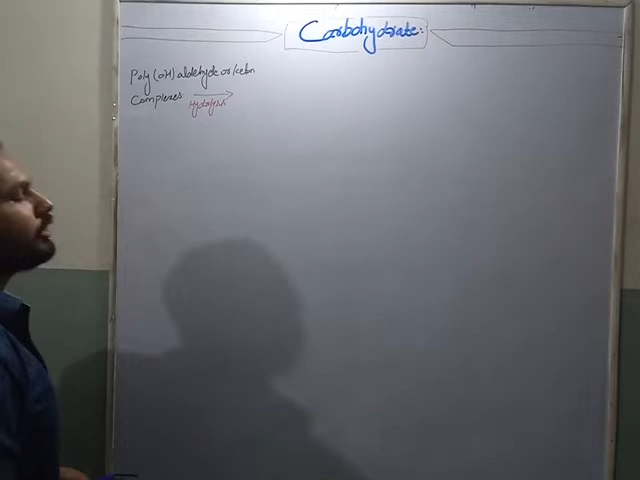 Carbohydrate:
Poly(OH) aldehyde or/keton
Complexes →
Hydrolysis